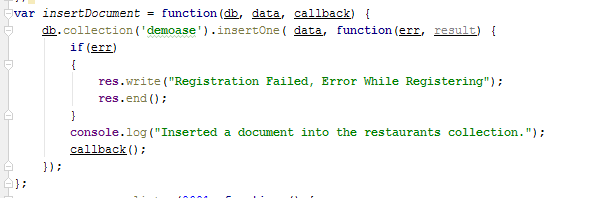 var insertDocument = function(db, data, callback) {
    db.collection('demoase').insertOne( data, function(err, result) {
        if(err)
        {
            res.write("Registration Failed, Error While Registering");
            res.end();
        }
        console.log("Inserted a document into the restaurants collection.");
        callback();
    });
};